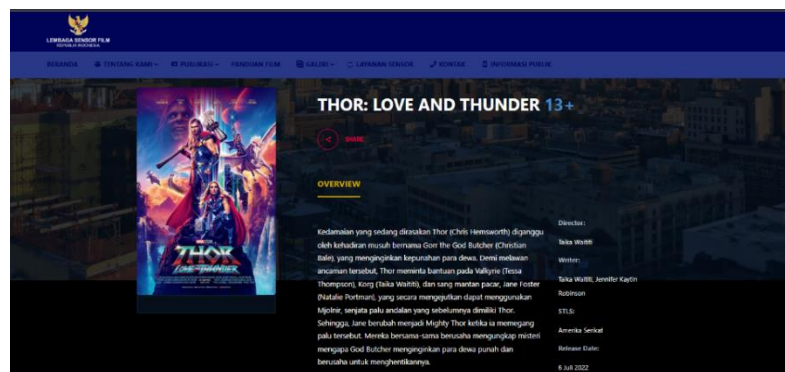 LEMBAGA SENSOR FILM
REPUBLIK INDONESIA
BERANDA TENTANG KAMI PUBLIKASI PANDUAN FILM GALERI LAYANAN SENSOR KONTAK INFORMASI PUBLIK
THOR: LOVE AND THUNDER 13+
SHARE
OVERVIEW
Kedamaian yang sedang dirasakan Thor (Chris Hemsworth) diganggu
oleh kehadiran musuh bernama Gorr the God Butcher (Christian
Bale), yang menginginkan kepunahan para dewa. Demi melawan
ancaman tersebut, Thor meminta bantuan pada Valkyrie (Tessa
Thompson), Korg (Taika Waititi), dan sang mantan pacar, Jane Foster
(Natalie Portman), yang secara mengejutkan dapat menggunakan
Mjolnir, senjata palu andalan yang sebelumnya dimiliki Thor.
Sehingga, Jane berubah menjadi Mighty Thor ketika ia memegang
palu tersebut. Mereka bersama-sama berusaha mengungkap misteri
mengapa God Butcher menginginkan para dewa punah dan
berusaha untuk menghentikannya.
Director:
Taika Waititi
Writer:
Taika Waititi, Jennifer Kaytin
Robinson
STLS:
Amerika Serikat
Release Date:
6 Juli 2022
THOR
LOVE AND THUNDER